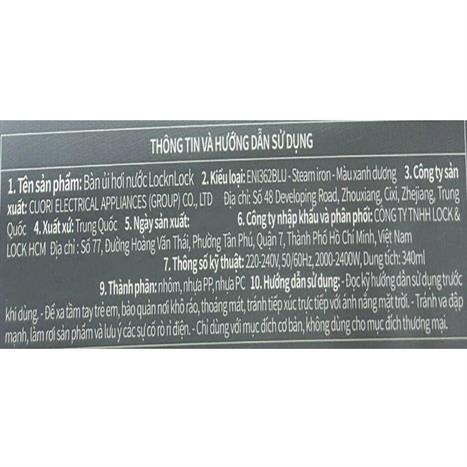 THÔNG TIN VÀ HƯỚNG DẪN SỬ DỤNG
1. Tên sản phẩm: Bàn ủi hơi nước LocknLock 2. Kiểu loại: ENI362BLU - Steam iron - Màu xanh dương 3. Công ty sản
xuất: CUORI ELECTRICAL APPLIANCES (GROUP) CO., LTD Địa chỉ: Số 48 Developing Road, Zhouxiang, Cixi, Zhejiang, Trung
Quốc 4. Xuất xứ: Trung Quốc 5. Ngày sản xuất: 6. Công ty nhập khẩu và phân phối: CÔNG TY TNHH LOCK &
LOCK HCM Địa chỉ: Số 77, Đường Hoàng Văn Thái, Phường Tân Phú, Quận 7, Thành Phố Hồ Chí Minh, Việt Nam
7. Thông số kỹ thuật: 220-240V, 50/60Hz, 2000-2400W, Dung tích: 340ml
9. Thành phần: nhôm, nhựa PP, nhựa PC 10. Hướng dẫn sử dụng: - Đọc kỹ hướng dẫn sử dụng trước
khi dùng. - Để xa tầm tay trẻ em, bảo quản nơi khô ráo, thoáng mát, tránh tiếp xúc trực tiếp với ánh nắng mặt trời. - Tránh va đập
mạnh, làm rơi sản phẩm và lưu ý các sự cố rò rỉ điện. - Chỉ dùng với mục đích cơ bản, không dùng cho mục đích thương mại.